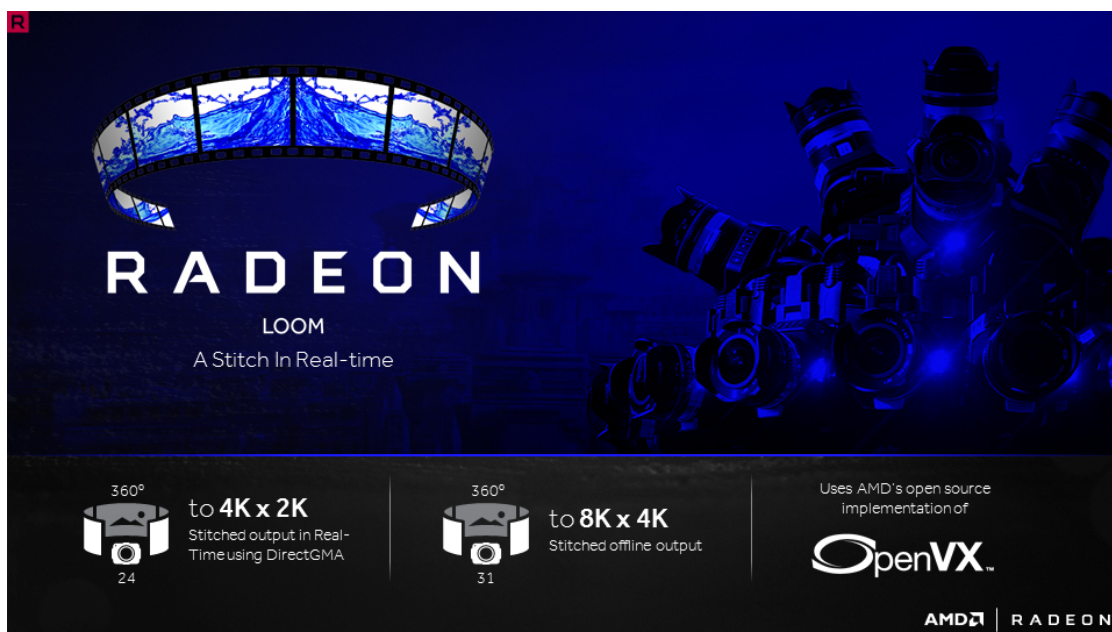 R
RADEON
LOOM
A Stitch In Real-time
360º
24
to 4K x 2K
Stitched output in Real-
Time using DirectGMA
360º
31
to 8K x 4K
Stitched offline output
Uses AMD's open source
implementation of
OpenVX™
AMD | RADEON